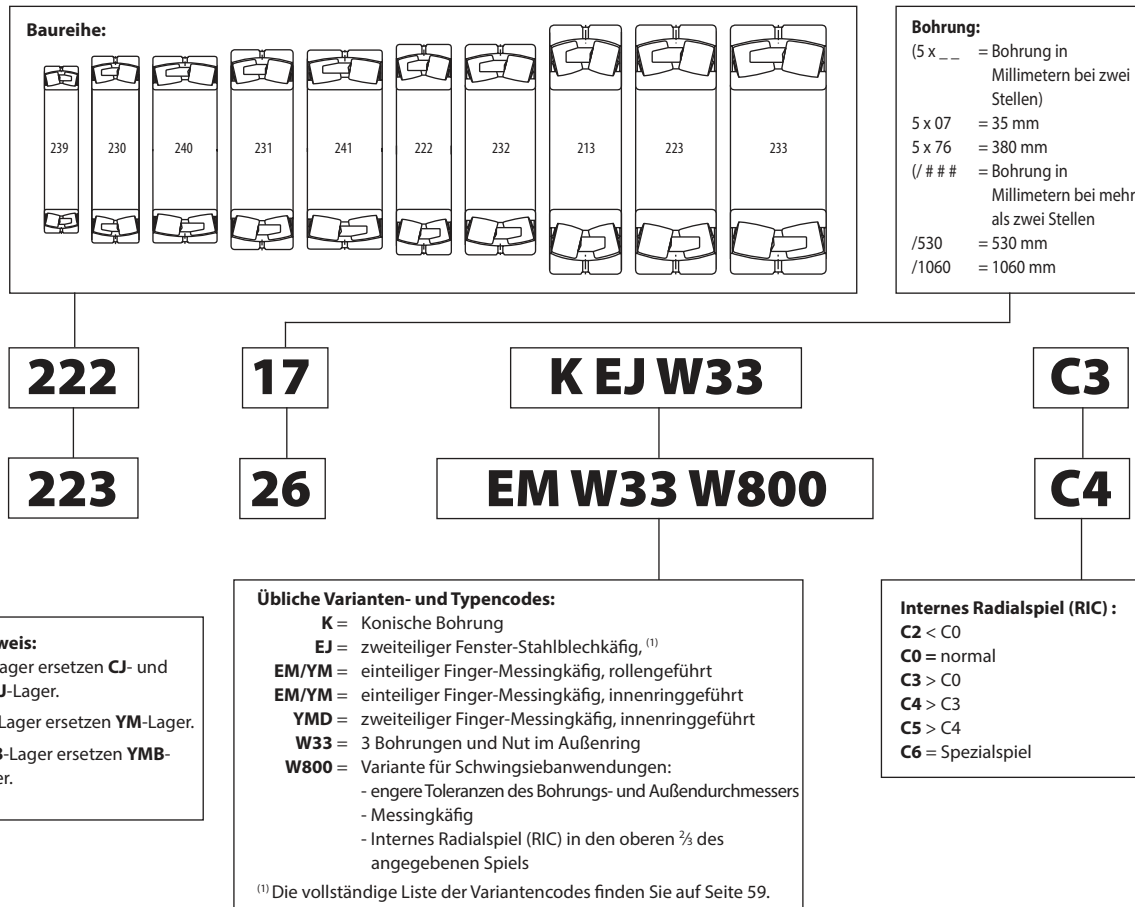 Baureihe:
239
230
240
231
241
222
232
213
223
233
Bohrung:
(5 x _ _ = Bohrung in
Millimetern bei zwei
Stellen)
5 x 07 = 35 mm
5 x 76 = 380 mm
(/ # # # = Bohrung in
Millimetern bei mehr
als zwei Stellen
/530 = 530 mm
/1060 = 1060 mm
222
17
K EJ W33
C3
223
26
EM W33 W800
C4
weis:
ager ersetzen CJ- und
J-Lager.
Lager ersetzen YM-Lager.
-Lager ersetzen YMB-
er.
Übliche Varianten- und Typencodes:
K = Konische Bohrung
EJ = zweiteiliger Fenster-Stahlblechkäfig, (1)
EM/YM = einteiliger Finger-Messingkäfig, rollengeführt
EM/YM = einteiliger Finger-Messingkäfig, innenringgeführt
YMD = zweiteiliger Finger-Messingkäfig, innenringgeführt
W33 = 3 Bohrungen und Nut im Außenring
W800 = Variante für Schwingsiebanwendungen:
- engere Toleranzen des Bohrungs- und Außendurchmessers
- Messingkäfig
- Internes Radialspiel (RIC) in den oberen ⅔ des
angegebenen Spiels
(1) Die vollständige Liste der Variantencodes finden Sie auf Seite 59.
Internes Radialspiel (RIC) :
C2 < C0
C0 = normal
C3 > C0
C4 > C3
C5 > C4
C6 = Spezialspiel